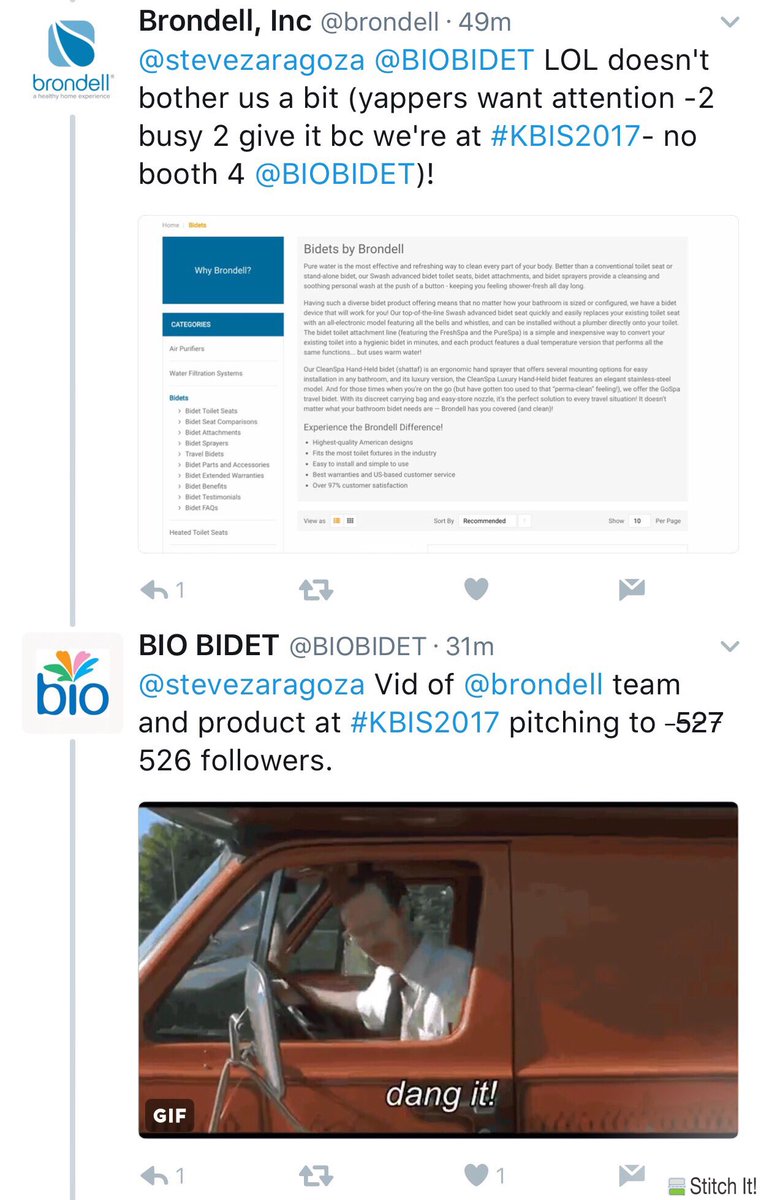 Brondell, Inc @brondell · 49m
brondell®
a healthy home experience
@stevezaragoza @BIOBIDET LOL doesn't
bother us a bit (yappers want attention -2
busy 2 give it bc we're at #KBIS2017- no
booth 4 @BIOBIDET)!
Home | Bidets
Why Brondell?
CATEGORIES
Air Purifiers
Water Filtration Systems
Bidets
> Bidet Toilet Seats
> Bidet Seat Comparisons
> Bidet Attachments
> Bidet Sprayers
> Travel Bidets
> Bidet Parts and Accessories
> Bidet Extended Warranties
> Bidet Benefits
> Bidet Testimonials
> Bidet FAQs
Heated Toilet Seats
Bidets by Brondell
Pure water is the most effective and refreshing way to clean every part of your body. Better than a conventional toilet seat or
stand-alone bidet, our Swash advanced bidet toilet seats, bidet attachments, and bidet sprayers provide a cleansing and
soothing personal wash at the push of a button - keeping you feeling shower-fresh all day long.
Having such a diverse bidet product offering means that no matter how your bathroom is sized or configured, we have a bidet
device that will work for you! Our top-of-the-line Swash advanced bidet seat quickly and easily replaces your existing toilet seat
with an all-electronic model featuring all the bells and whistles, and can be installed without a plumber directly onto your toilet.
The bidet toilet attachment line (featuring the FreshSpa and the PureSpa) is a simple and inexpensive way to convert your
existing toilet into a hygienic bidet in minutes, and each product features a dual temperature version that performs all the
same functions... but uses warm water!
Our CleanSpa Hand-Held bidet (shattaf) is an ergonomic hand sprayer that offers several mounting options for easy
installation in any bathroom, and its luxury version, the CleanSpa Luxury Hand-Held bidet features an elegant stainless-steel
model. And for those times when you're on the go (but have gotten too used to that "perma-clean" feeling!), we offer the GoSpa
travel bidet. With its discreet carrying bag and easy-store nozzle, it's the perfect solution to every travel situation! It doesn't
matter what your bathroom bidet needs are — Brondell has you covered (and clean)!
Experience the Brondell Difference!
• Highest-quality American designs
• Fits the most toilet fixtures in the industry
• Easy to install and simple to use
• Best warranties and US-based customer service
• Over 97% customer satisfaction
View as Sort By Recommended Show 10 Per Page
1
BIO BIDET @BIOBIDET · 31m
bio
@stevezaragoza Vid of @brondell team
and product at #KBIS2017 pitching to -527
526 followers.
dang it!
GIF
1 1
Stitch It!